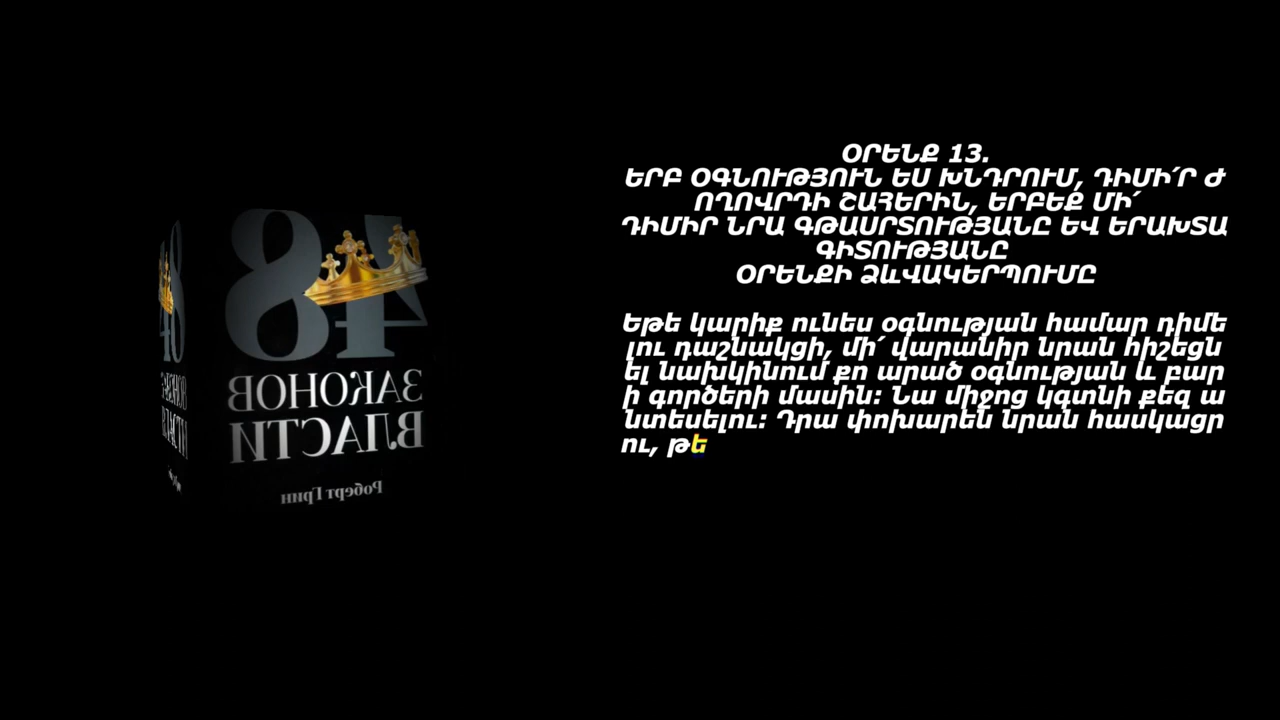 48
ЗАКОНОВ
ВЛАСТИ
Роберт Грин
ՕՐԵՆՔ 13.
ԵՐԲ ՕԳՆՈՒԹՅՈՒՆ ԵՍ ԽՆԴՐՈՒՄ, ԴԻՄԻ՛Ր Ժ
ՈՂՈՎՐԴԻ ՇԱՀԵՐԻՆ, ԵՐԲԵՔ ՄԻ՛
ԴԻՄԻՐ ՆՐԱ ԳԹԱՍՐՏՈՒԹՅԱՆԸ ԵՎ ԵՐԱԽՏԱ
ԳԻՏՈՒԹՅԱՆԸ
ՕՐԵՆՔԻ ՁևՎԱԿԵՐՊՈՒՄԸ
Եթե կարիք ունես օգնության համար դիմե
լու դաշնակցի, մի՛ վարանիր նրան հիշեցն
ել նախկինում քո արած օգնության և բար
ի գործերի մասին: Նա միջոց կգտնի քեզ ա
նտեսելու: Դրա փոխարեն նրան հասկացր
ու, թե